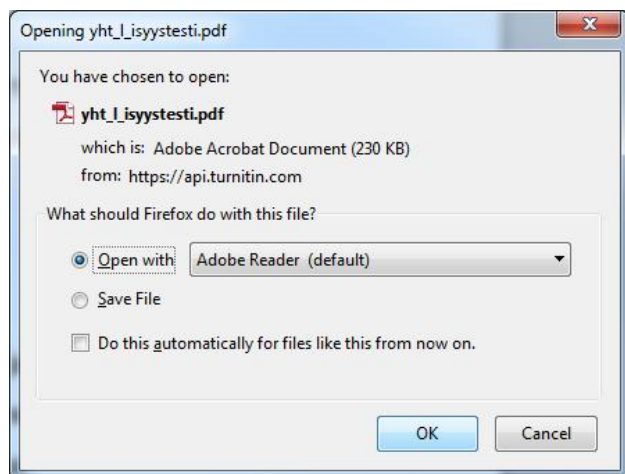 Opening yht_l_isyystesti.pdf
You have chosen to open:
yht_l_isyystesti.pdf
which is: Adobe Acrobat Document (230 KB)
from: https://api.turnitin.com
What should Firefox do with this file?
Open with Adobe Reader (default)
Save File
Do this automatically for files like this from now on.
OK Cancel